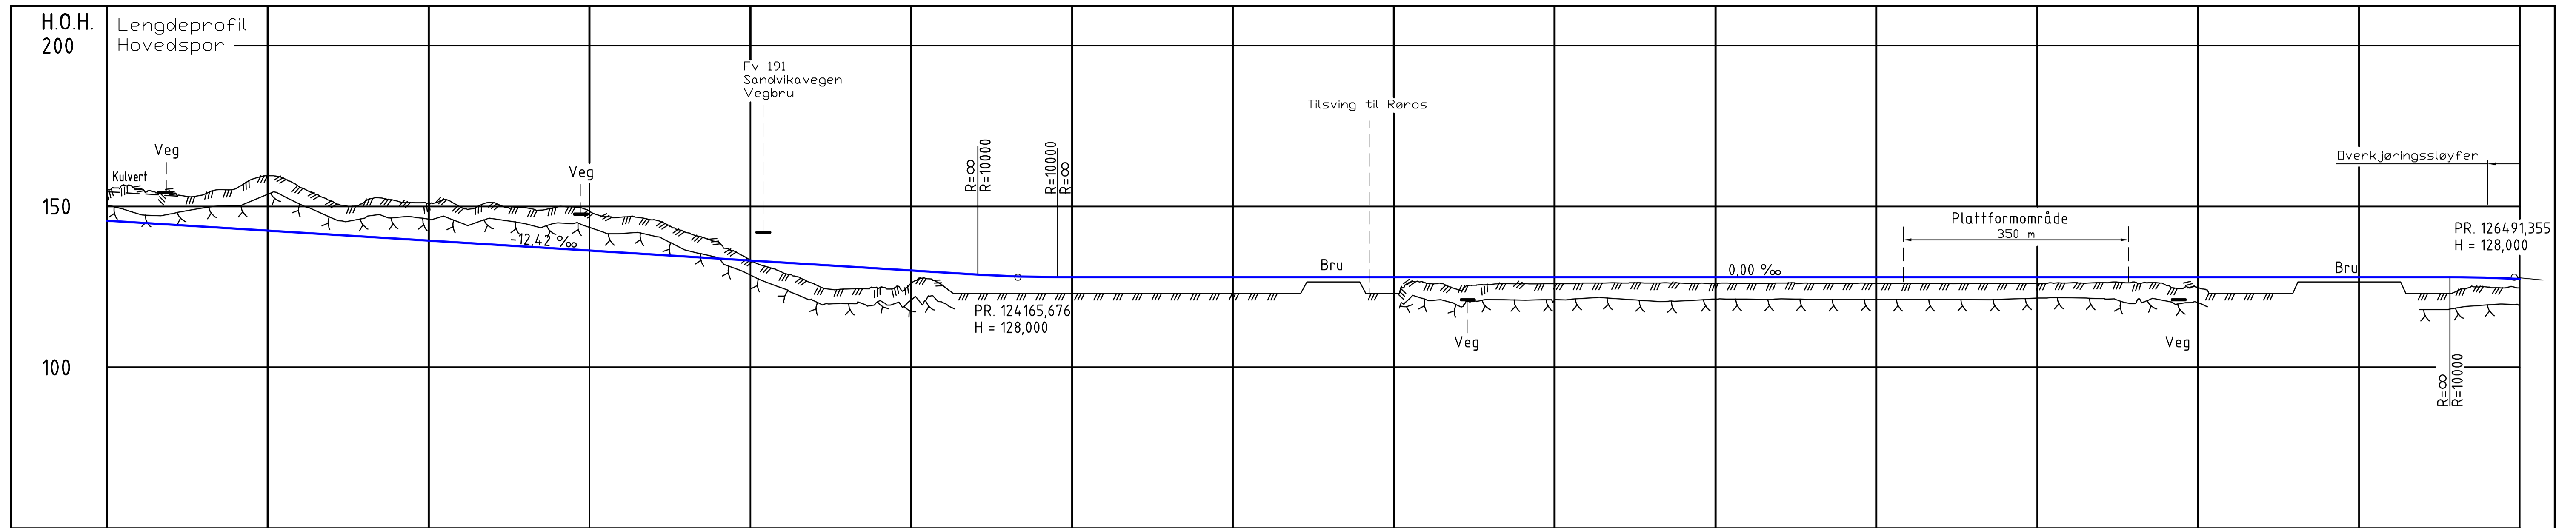 H.O.H.
Lengdeprofil
200
Hovedspor
Fv 191
Sandvikavegen
Vegbru
Tilsving til Røros
Veg
Veg
Kulvert
R=∞
R=10000
R=10000
R=∞
Overkjøringssløyfer
150
Plattformområde
350 m
PR. 126491,355
H = 128,000
-12,42 ‰
Bru
0,00 ‰
Bru
PR. 124165,676
H = 128,000
Veg
Veg
100
R=∞
R=10000